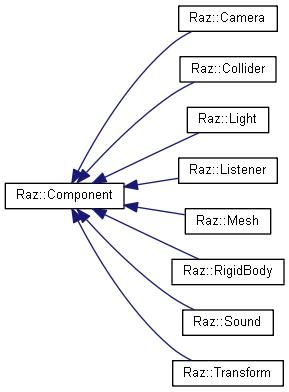 Raz::Camera
Raz::Collider
Raz::Light
Raz::Listener
Raz::Component
Raz::Mesh
Raz::RigidBody
Raz::Sound
Raz::Transform